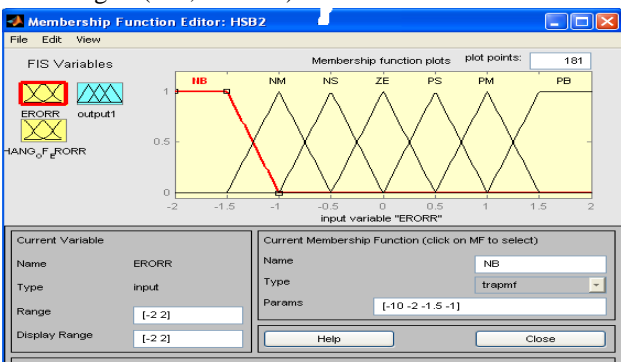 Membership Function Editor: HSB2
File Edit View
FIS Variables
Membership function plots plot points: 181
ERORR output1
HANG_OF_ERORR
NB NM NS ZE PS PM PB
1
0.5
0
-2 -1.5 -1 -0.5 0 0.5 1 1.5 2
input variable "ERORR"
Current Variable
Name ERORR
Type input
Range [-2 2]
Display Range [-2 2]
Current Membership Function (click on MF to select)
Name NB
Type trapmf
Params [-10 -2 -1.5 -1]
Help Close